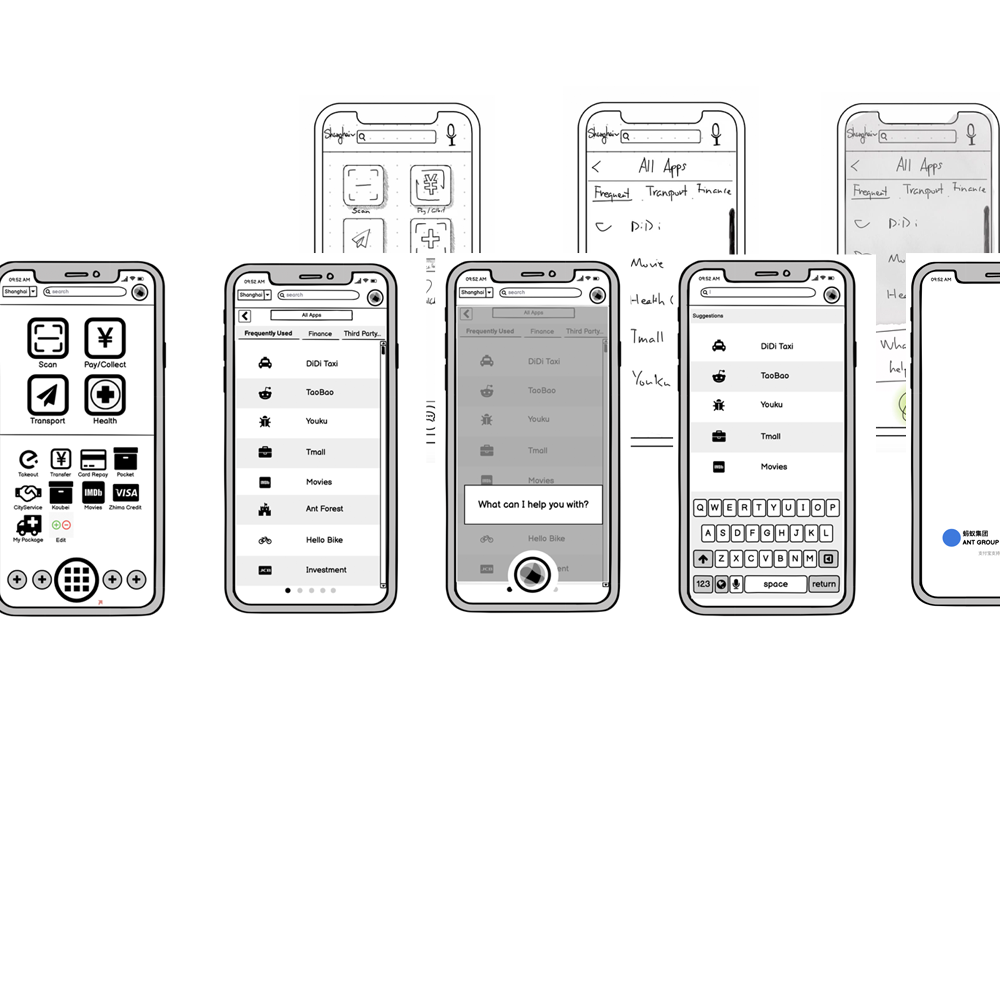 Shanghai
Scan
Pay/Collect
Shanghai
All Apps
Frequent Transport Finance
DiDi
Movie
Health C
Tmall
Youku
Shanghai
All Apps
Frequent Transport Finance
Wha
help
09:52 AM
Shanghai search
Scan Pay/Collect
Transport Health
Takeout Transfer Card Repay Pocket
IMDb VISA
CityService Koubei Movies Zhima Credit
My Package Edit
09:52 AM
Shanghai search
All Apps
Frequently Used Finance Third Party..
DiDi Taxi
TaoBao
Youku
Tmall
Movies
Ant Forest
Hello Bike
JCB Investment
09:52 AM
Shanghai search
All Apps
Frequently Used Finance Third Party..
DiDi Taxi
TaoBao
Youku
Tmall
Movies
What can I help you with?
Hello Bike
ent
09:52 AM
Suggestions
DiDi Taxi
TaoBao
Youku
Tmall
Movies
Q W E R T Y U I O P
A S D F G H J K L
Z X C V B N M
123 space return
09:52 AM
蚂蚁集团
ANT GROUP
支付宝支持